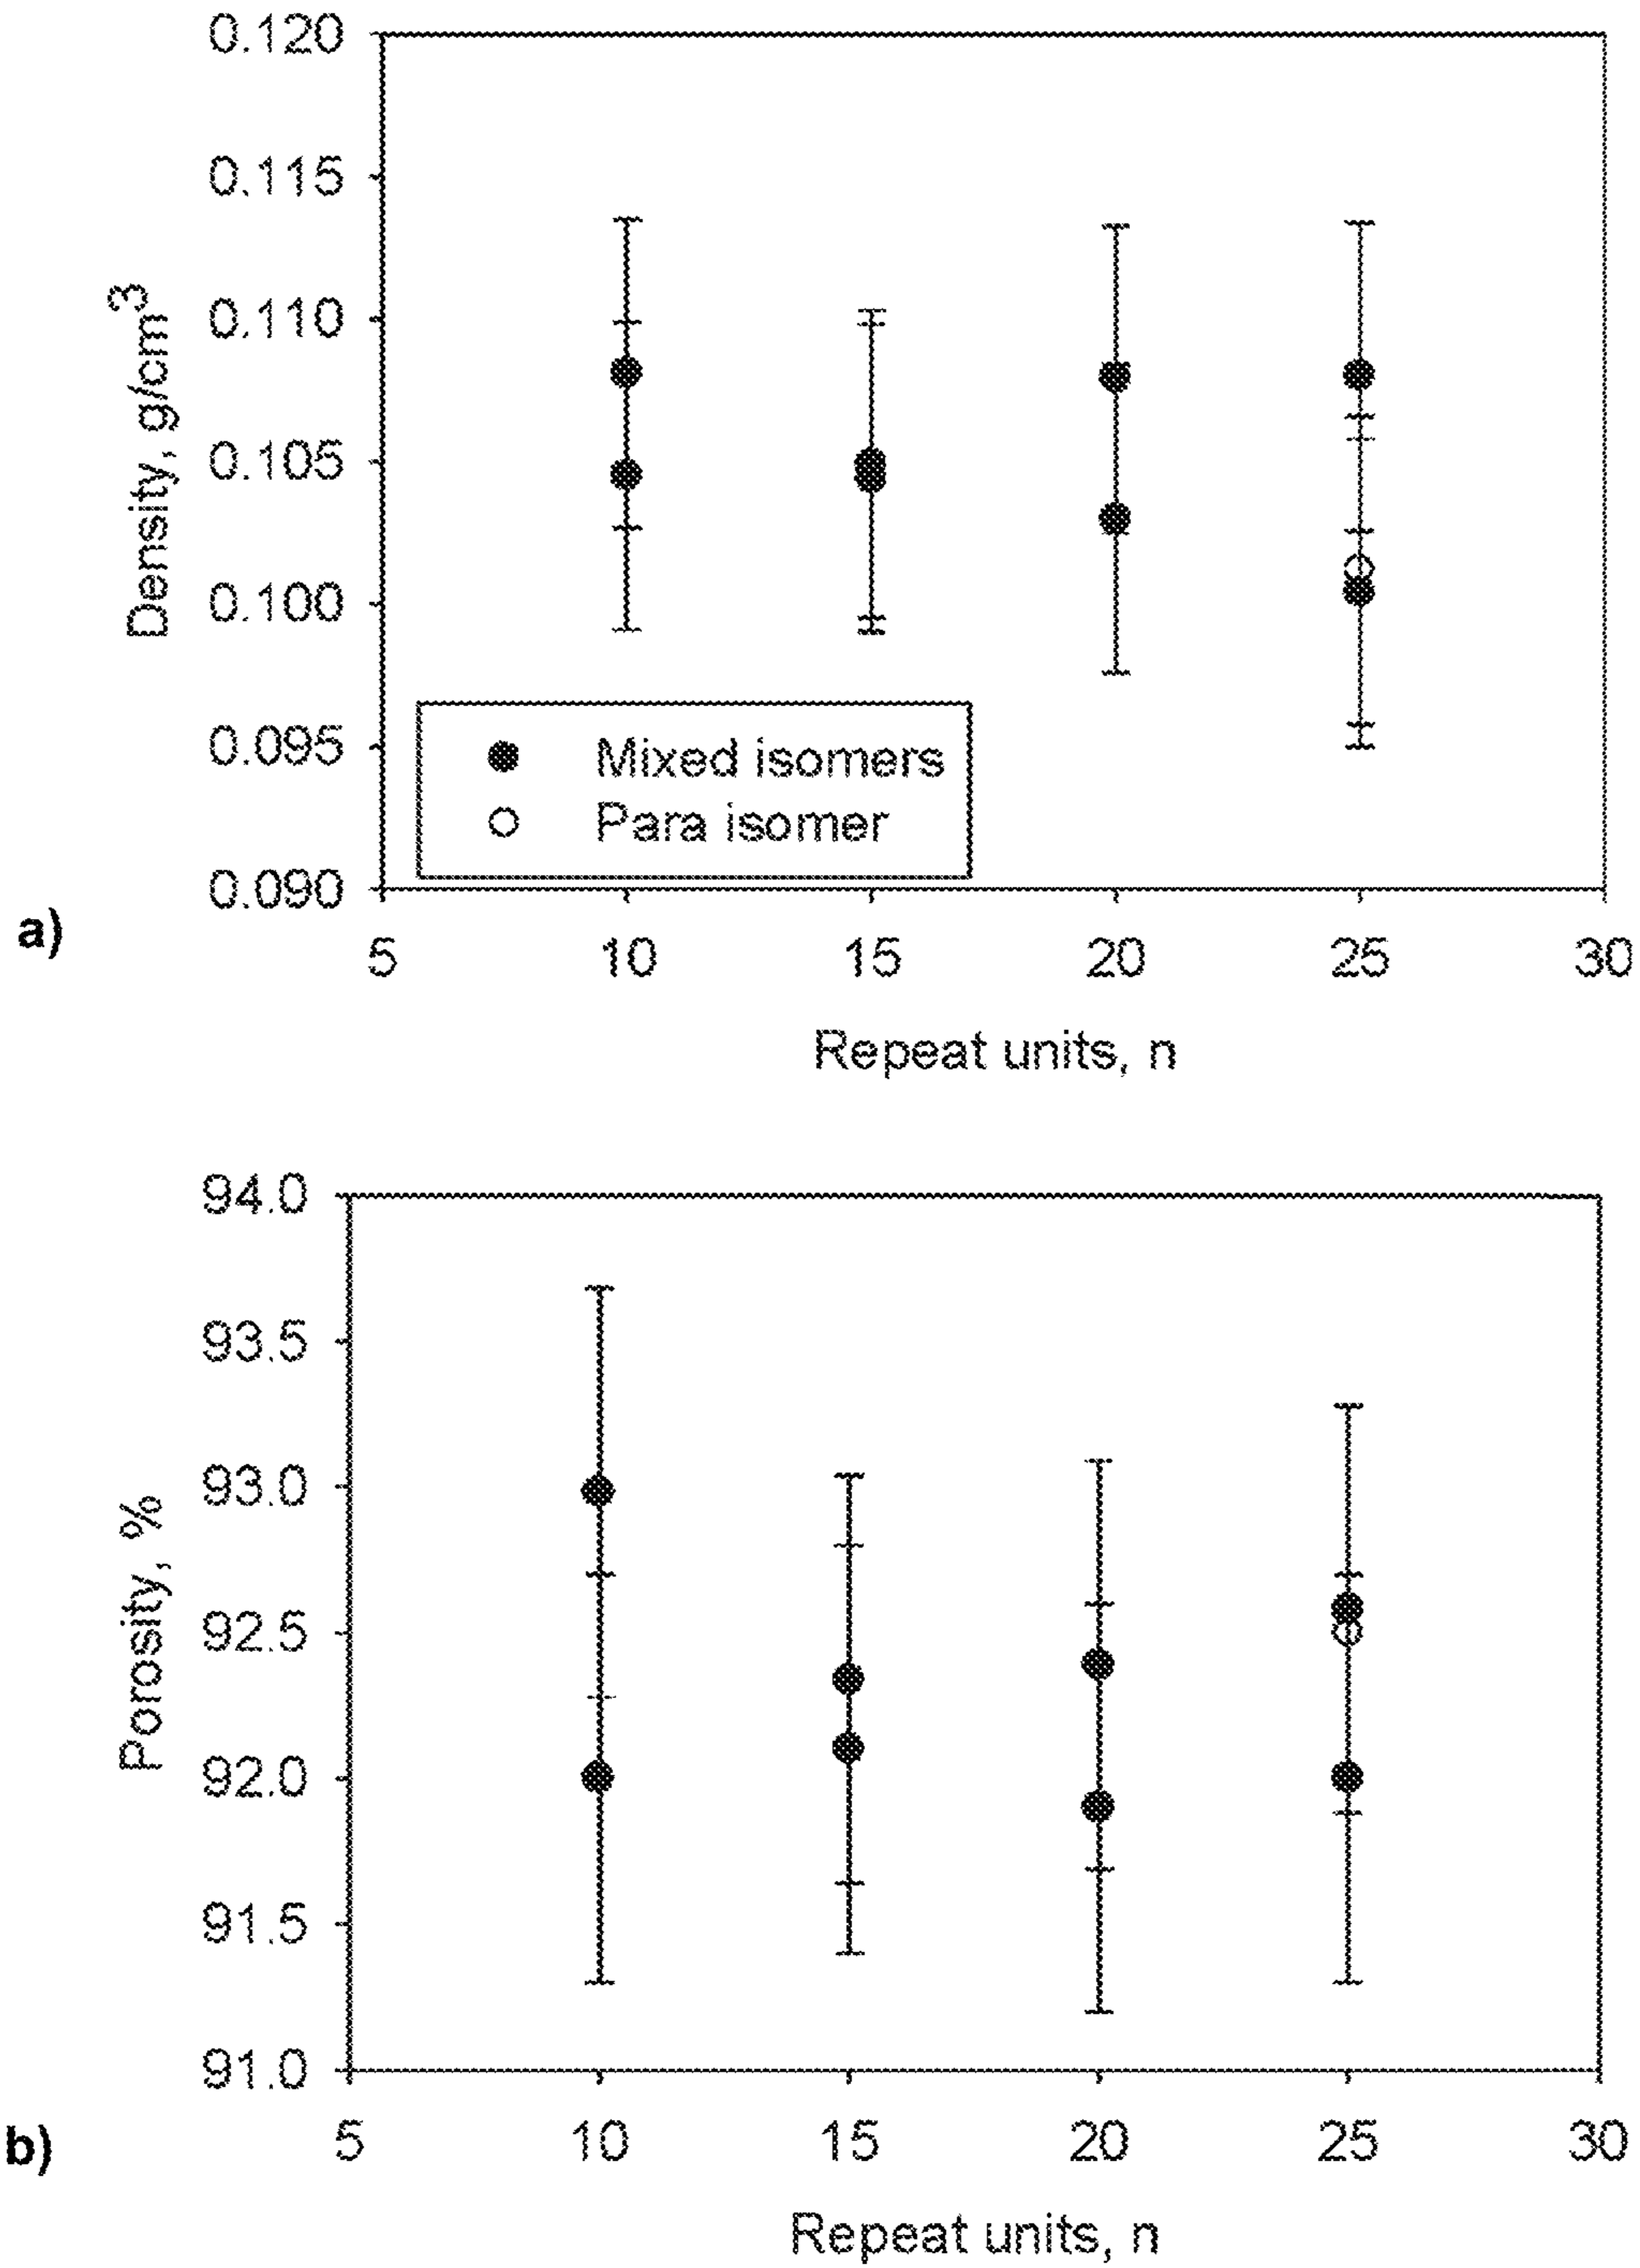 0.120
0.115
0.110
0.105
0.100
0.095
0.090
Density, g/cm³
Mixed isomers
Para isomer
a)
5 10 15 20 25 30
Repeat units, n
94.0
93.5
93.0
92.5
92.0
91.5
91.0
Porosity, %
b)
5 10 15 20 25 30
Repeat units, n